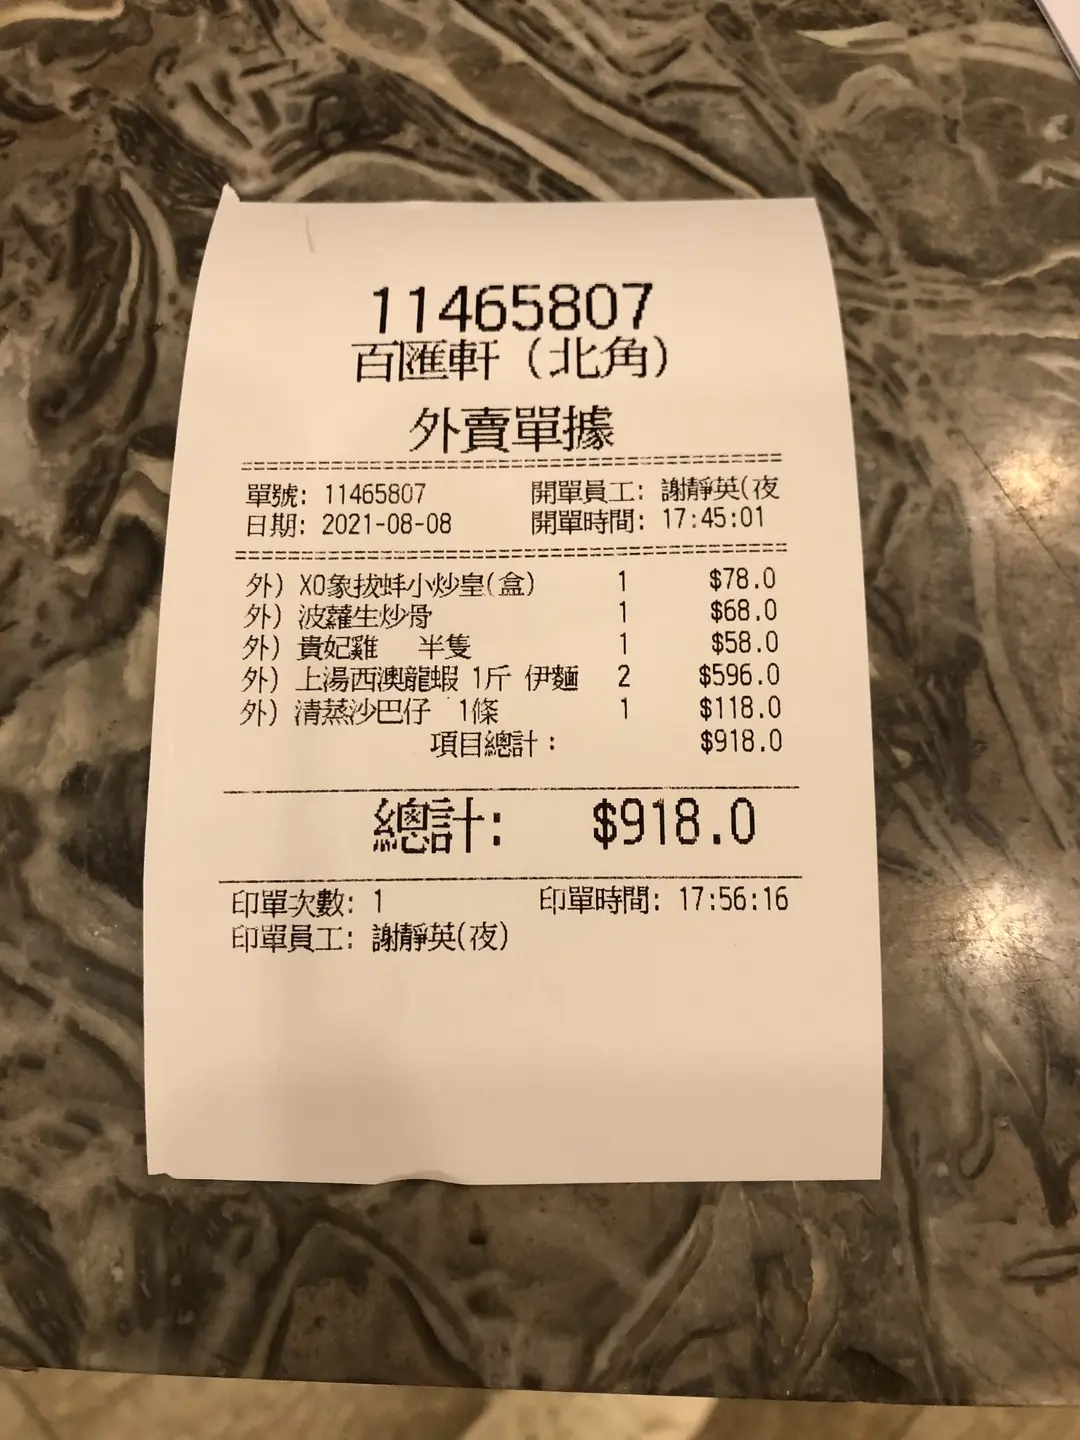 11465807
百匯軒（北角）
外賣單據
單號: 11465807 開單員工: 謝靜英(夜
日期: 2021-08-08 開單時間: 17:45:01
外) XO象拔蚌小炒皇(盒) 1 $78.0
外) 波蘿生炒骨 1 $68.0
外) 貴妃雞 半隻 1 $58.0
外) 上湯西澳龍蝦 1斤 伊麵 2 $596.0
外) 清蒸沙巴仔 1條 1 $118.0
項目總計： $918.0
總計: $918.0
印單次數: 1 印單時間: 17:56:16
印單員工: 謝靜英(夜)